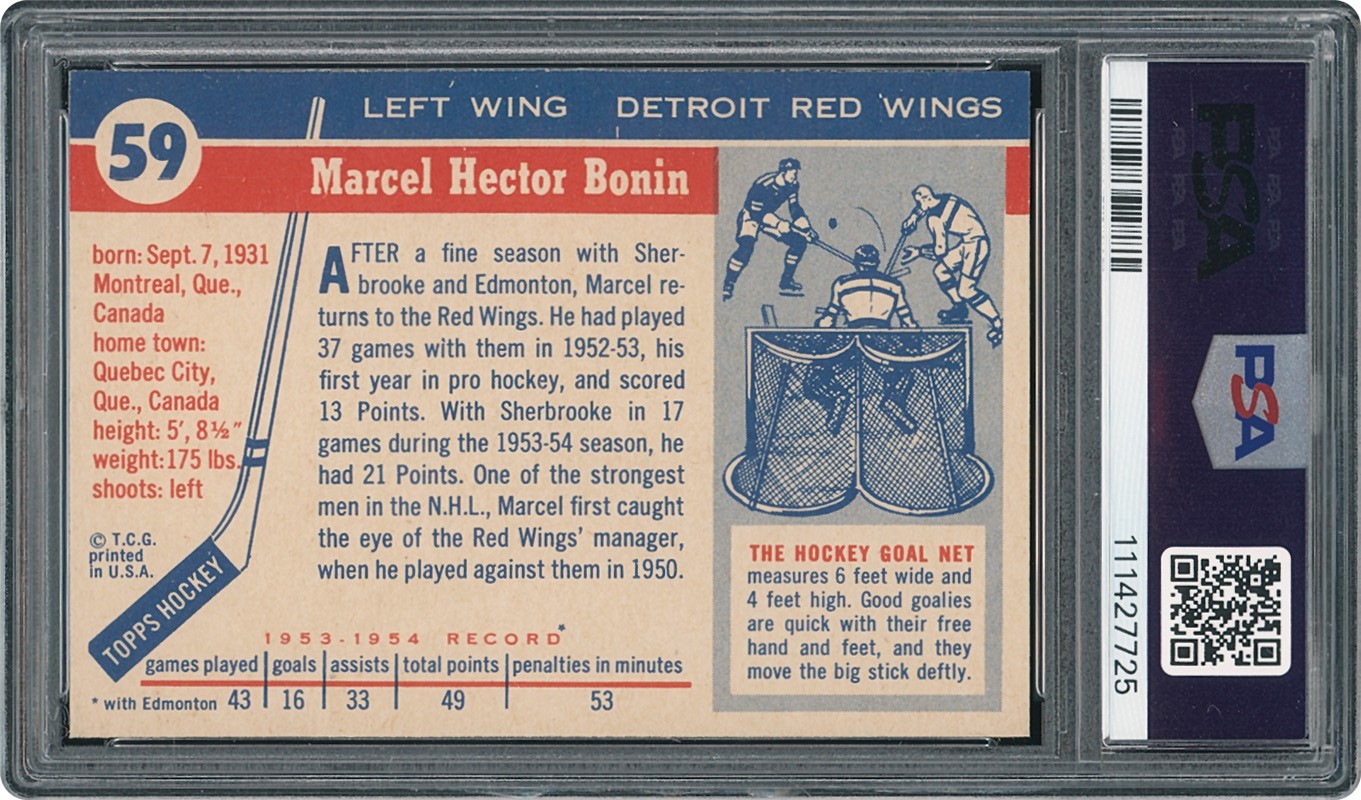 59
LEFT WING DETROIT RED WINGS
Marcel Hector Bonin
born: Sept. 7, 1931
Montreal, Que.,
Canada
home town:
Quebec City,
Que., Canada
height: 5', 8½"
weight: 175 lbs.
shoots: left
© T.C.G.
printed
in U.S.A.
TOPPS HOCKEY
AFTER a fine season with Sher-
brooke and Edmonton, Marcel re-
turns to the Red Wings. He had played
37 games with them in 1952-53, his
first year in pro hockey, and scored
13 Points. With Sherbrooke in 17
games during the 1953-54 season, he
had 21 Points. One of the strongest
men in the N.H.L., Marcel first caught
the eye of the Red Wings' manager,
when he played against them in 1950.
1953-1954 RECORD*
games played goals assists total points penalties in minutes
* with Edmonton 43 16 33 49 53
THE HOCKEY GOAL NET
measures 6 feet wide and
4 feet high. Good goalies
are quick with their free
hand and feet, and they
move the big stick deftly.
PSA
PSA PSA PSA
PSA PSA PSA
PSA
111427725